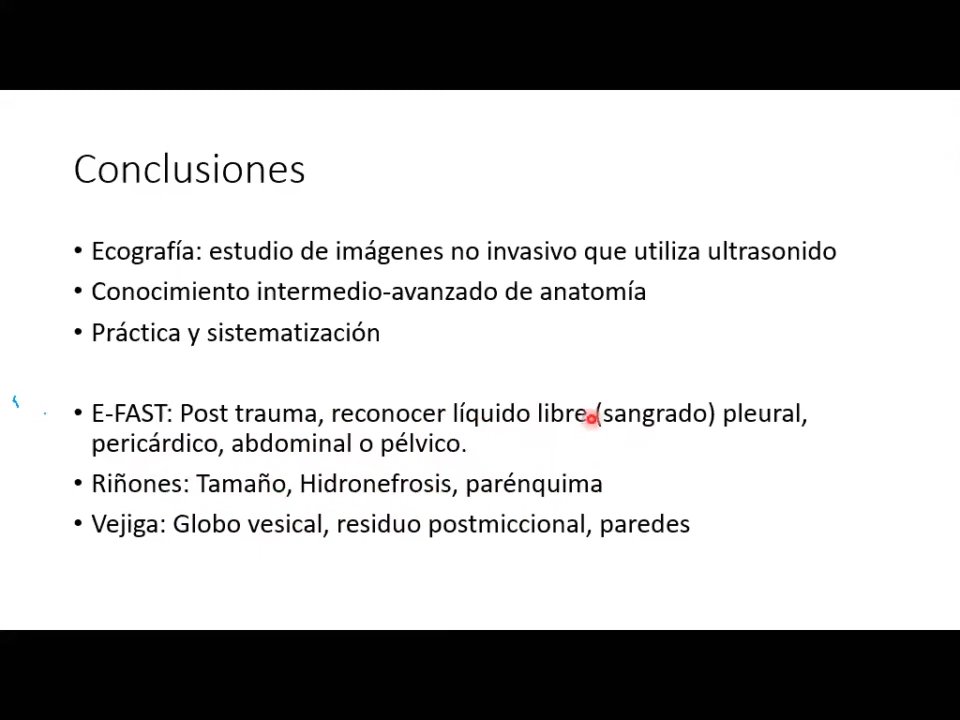 Conclusiones
• Ecografía: estudio de imágenes no invasivo que utiliza ultrasonido
• Conocimiento intermedio-avanzado de anatomía
• Práctica y sistematización
• E-FAST: Post trauma, reconocer líquido libre (sangrado) pleural,
pericárdico, abdominal o pélvico.
• Riñones: Tamaño, Hidronefrosis, parénquima
• Vejiga: Globo vesical, residuo postmiccional, paredes